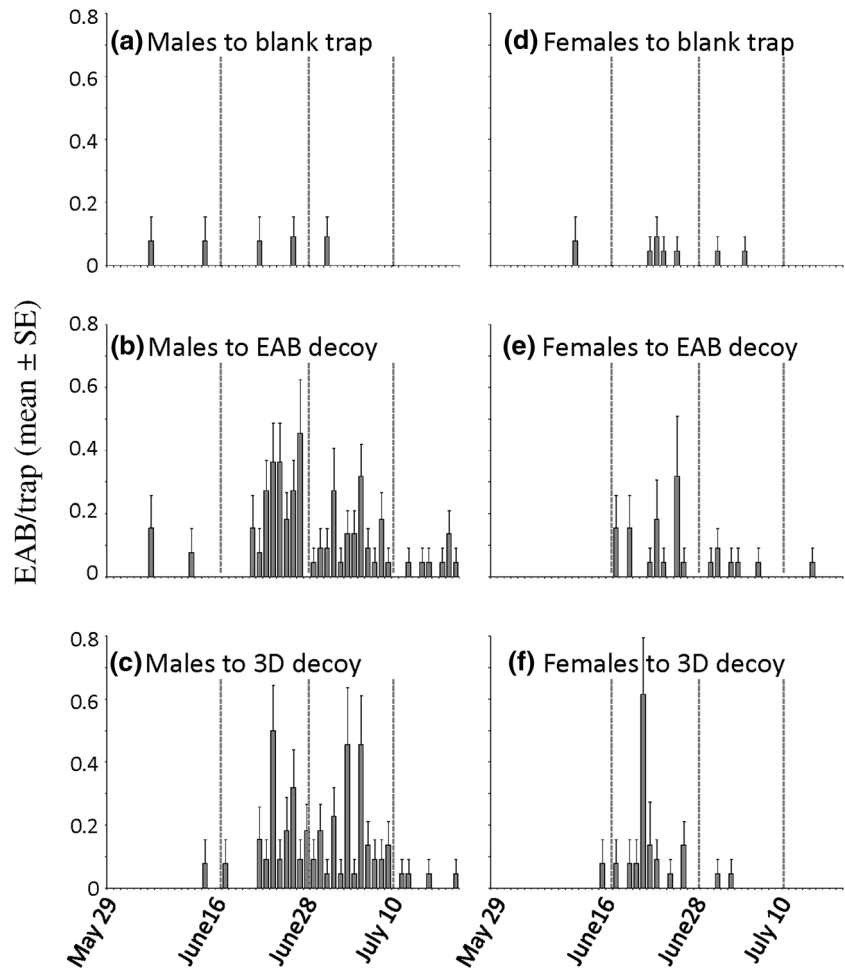 EAB/trap (mean ± SE)
(a) Males to blank trap
0.8
0.6
0.4
0.2
0
(d) Females to blank trap
(b) Males to EAB decoy
0.8
0.6
0.4
0.2
0
(e) Females to EAB decoy
(c) Males to 3D decoy
0.8
0.6
0.4
0.2
0
(f) Females to 3D decoy
May 29
June16
June28
July 10
May 29
June16
June28
July 10